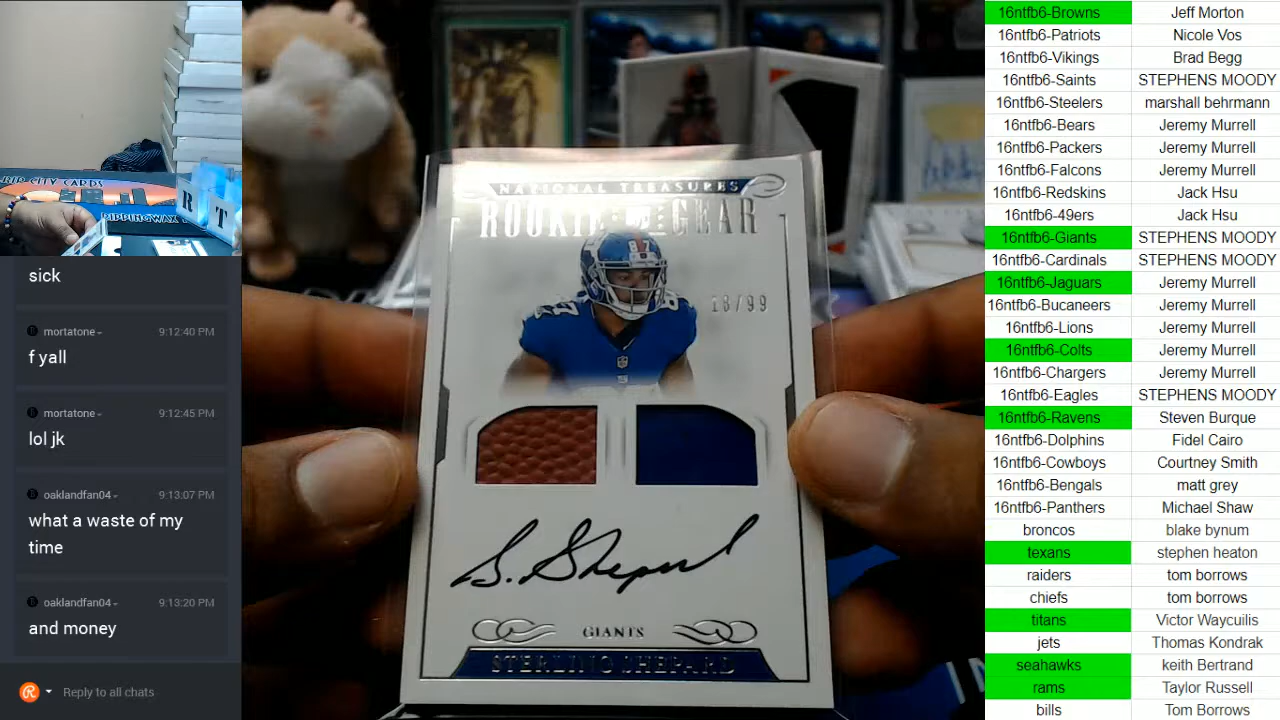 RIP CITY CARDS
RIPPINGWAX
R
T
sick
mortatone 9:12:40 PM
f yall
mortatone 9:12:45 PM
lol jk
oaklandfan04 9:13:07 PM
what a waste of my
time
oaklandfan04 9:13:20 PM
and money
Reply to all chats
NATIONAL TREASURES
ROOKIE GEAR
87
18/99
S. Shepard
GIANTS
STERLING SHEPARD
16ntfb6-Browns Jeff Morton
16ntfb6-Patriots Nicole Vos
16ntfb6-Vikings Brad Begg
16ntfb6-Saints STEPHENS MOODY
16ntfb6-Steelers marshall behrmann
16ntfb6-Bears Jeremy Murrell
16ntfb6-Packers Jeremy Murrell
16ntfb6-Falcons Jeremy Murrell
16ntfb6-Redskins Jack Hsu
16ntfb6-49ers Jack Hsu
16ntfb6-Giants STEPHENS MOODY
16ntfb6-Cardinals STEPHENS MOODY
16ntfb6-Jaguars Jeremy Murrell
16ntfb6-Bucaneers Jeremy Murrell
16ntfb6-Lions Jeremy Murrell
16ntfb6-Colts Jeremy Murrell
16ntfb6-Chargers Jeremy Murrell
16ntfb6-Eagles STEPHENS MOODY
16ntfb6-Ravens Steven Burque
16ntfb6-Dolphins Fidel Cairo
16ntfb6-Cowboys Courtney Smith
16ntfb6-Bengals matt grey
16ntfb6-Panthers Michael Shaw
broncos blake bynum
texans stephen heaton
raiders tom borrows
chiefs tom borrows
titans Victor Waycuilis
jets Thomas Kondrak
seahawks keith Bertrand
rams Taylor Russell
bills Tom Borrows